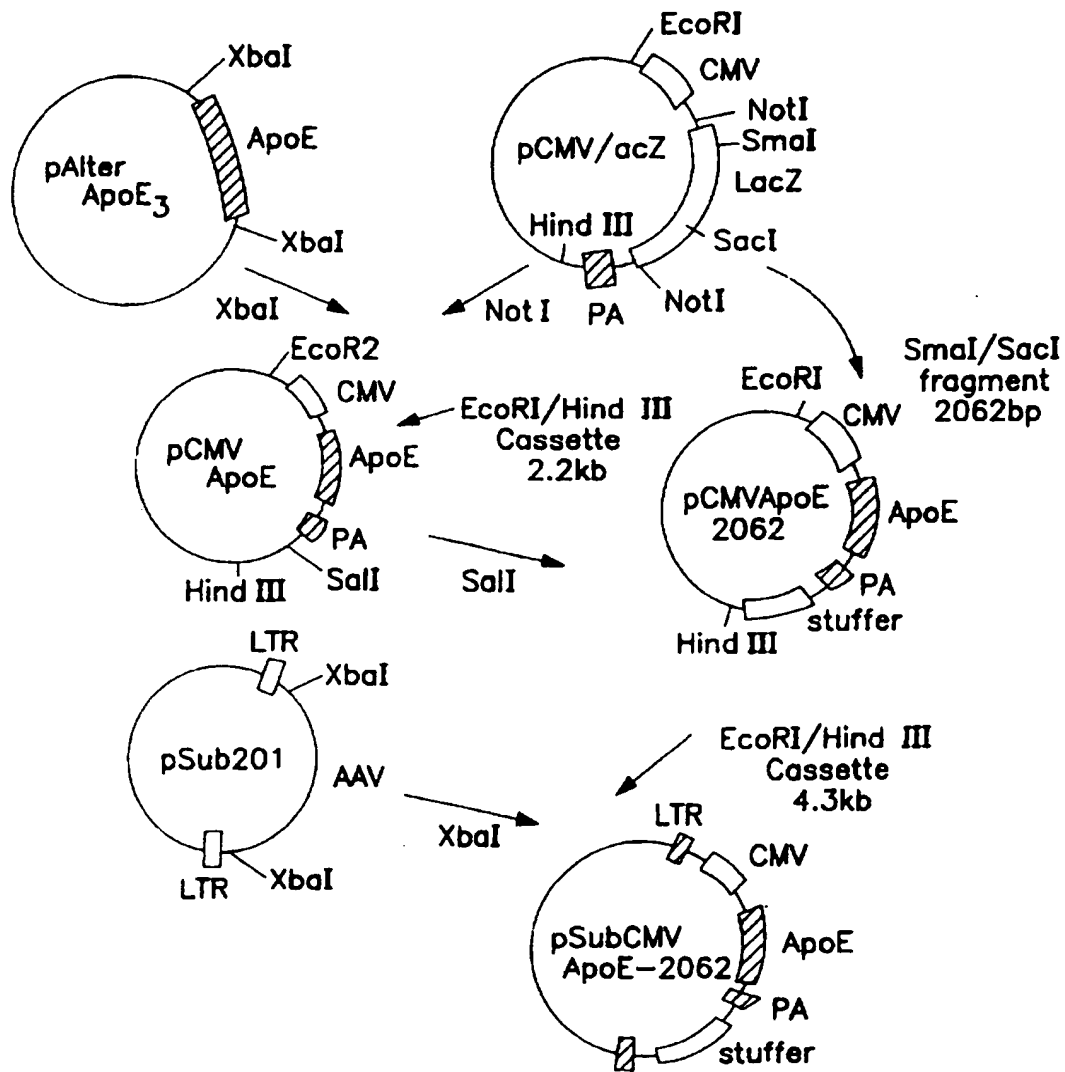 XbaI
ApoE
pAlter
ApoE3
XbaI
XbaI
EcoRI
CMV
NotI
SmaI
pCMV/acZ
LacZ
Hind III
SacI
NotI
PA
Not I
SmaI/SacI
fragment
2062bp
EcoR2
CMV
EcoRI/Hind III
Cassette
2.2kb
pCMV
ApoE
ApoE
PA
SalI
Hind III
SalI
EcoRI
CMV
pCMVApoE
2062
ApoE
PA
stuffer
Hind III
LTR
XbaI
pSub201
AAV
LTR
XbaI
XbaI
EcoRI/Hind III
Cassette
4.3kb
LTR
CMV
pSubCMV
ApoE-2062
ApoE
PA
stuffer